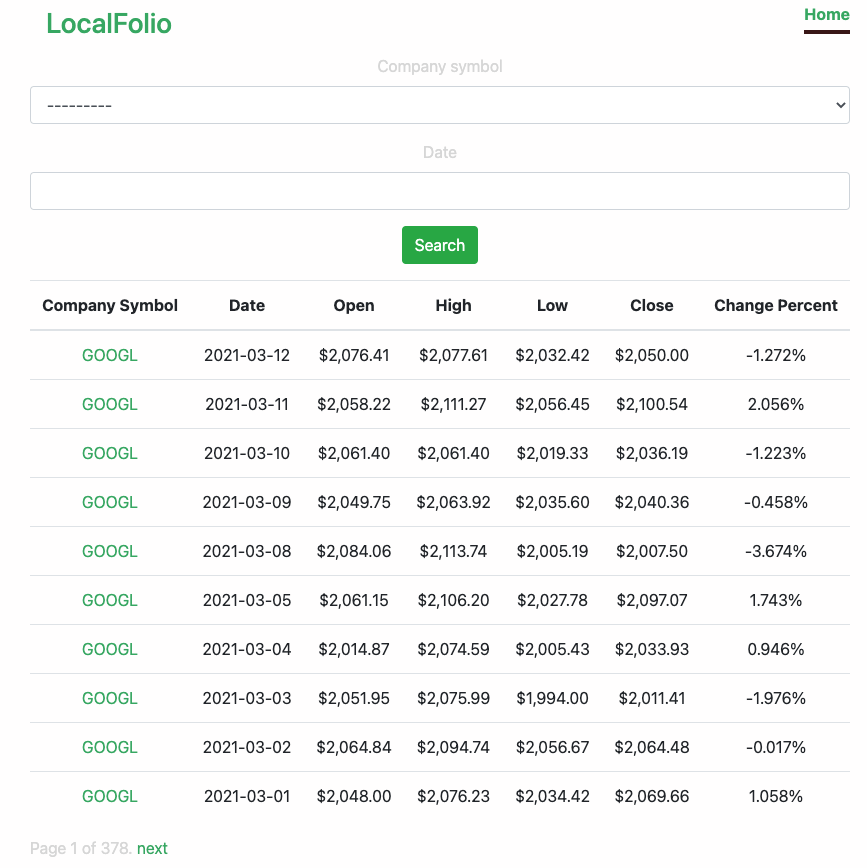 LocalFolio Home
Company symbol
---------
Date
Search
Company Symbol Date Open High Low Close Change Percent
GOOGL 2021-03-12 $2,076.41 $2,077.61 $2,032.42 $2,050.00 -1.272%
GOOGL 2021-03-11 $2,058.22 $2,111.27 $2,056.45 $2,100.54 2.056%
GOOGL 2021-03-10 $2,061.40 $2,061.40 $2,019.33 $2,036.19 -1.223%
GOOGL 2021-03-09 $2,049.75 $2,063.92 $2,035.60 $2,040.36 -0.458%
GOOGL 2021-03-08 $2,084.06 $2,113.74 $2,005.19 $2,007.50 -3.674%
GOOGL 2021-03-05 $2,061.15 $2,106.20 $2,027.78 $2,097.07 1.743%
GOOGL 2021-03-04 $2,014.87 $2,074.59 $2,005.43 $2,033.93 0.946%
GOOGL 2021-03-03 $2,051.95 $2,075.99 $1,994.00 $2,011.41 -1.976%
GOOGL 2021-03-02 $2,064.84 $2,094.74 $2,056.67 $2,064.48 -0.017%
GOOGL 2021-03-01 $2,048.00 $2,076.23 $2,034.42 $2,069.66 1.058%
Page 1 of 378. next